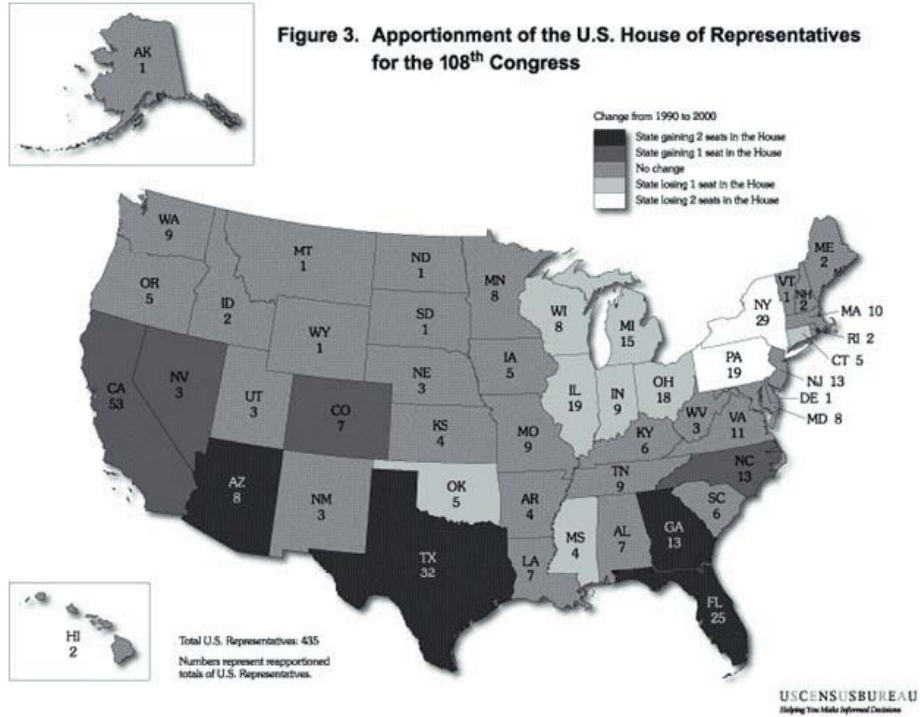 Figure 3. Apportionment of the U.S. House of Representatives
for the 108th Congress
Change from 1990 to 2000
State gaining 2 seats in the House
State gaining 1 seat in the House
No change
State losing 1 seat in the House
State losing 2 seats in the House
AK
1
WA
9
OR
5
ID
2
MT
1
WY
1
ND
1
SD
1
NE
3
KS
4
MN
8
IA
5
MO
9
WI
8
MI
15
IL
19
IN
9
OH
18
KY
6
TN
9
CA
53
NV
3
UT
3
CO
7
AZ
8
NM
3
TX
32
OK
5
AR
4
LA
7
MS
4
AL
7
GA
13
FL
25
SC
6
NC
13
VA
11
WV
3
PA
19
NY
29
VT
1
NH
2
ME
2
MA 10
RI 2
CT 5
NJ 13
DE 1
MD 8
HI
2
Total U.S. Representatives: 435
Numbers represent reapportioned
totals of U.S. Representatives.
USCENSUSBUREAU
Helping You Make Informed Decisions